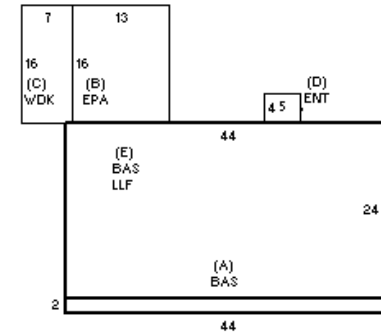 7 13
16 16
(C) (B)
WDK EPA
(D)
4 5 ENT
44
(E)
BAS
LLF
24
(A)
BAS
2
44